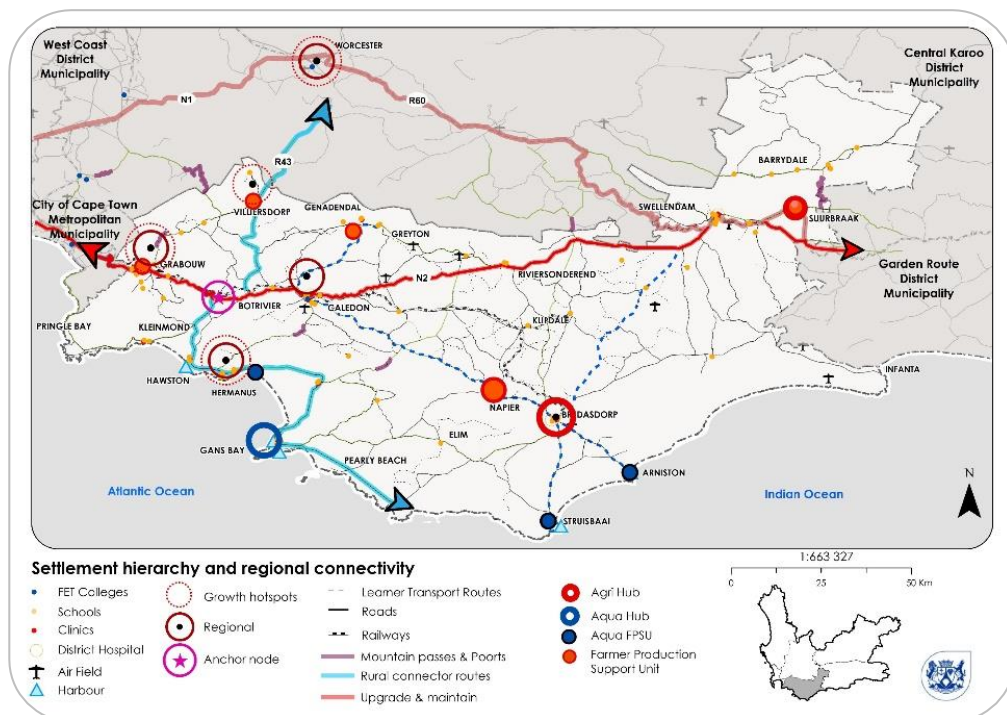 WORCESTER
West Coast
District
Municipality
Central Karoo
District
Municipality
N1
R60
R43
BARRYDALE
City of Cape Town
Metropolitan
Municipality
VILLIERSDORP
GENADENDAL
GREYTON
SWELLENDAM
SUURBRAAK
GRABOUW
N2
RIVIERSONDEREND
Garden Route
District
Municipality
BOTRIVIER
CALEDON
PRINGLE BAY
KLEINMOND
KLIPDALE
HAWSTON
HERMANUS
INFANTA
NAPIER
BREDASDORP
GANS BAY
ELIM
PEARLY BEACH
ARNISTON
N
Atlantic Ocean
Indian Ocean
STRUISBAAI
1:663 327
Settlement hierarchy and regional connectivity
0 25 50 Km
FET Colleges
Schools
Clinics
District Hospital
Air Field
Harbour
Growth hotspots
Regional
Anchor node
Learner Transport Routes
Roads
Railways
Mountain passes & Poorts
Rural connector routes
Upgrade & maintain
Agri Hub
Aqua Hub
Aqua FPSU
Farmer Production
Support Unit